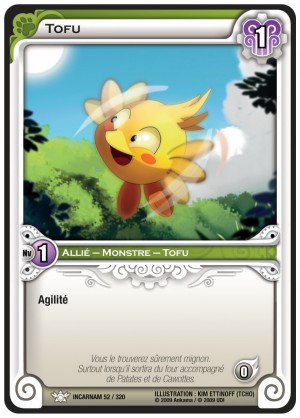 TOFU
1
Nv 1
ALLIÉ – MONSTRE – TOFU
Agilité
Vous le trouverez sûrement mignon.
Surtout lorsqu'il sortira du four accompagné
de Patates et de Cawottes.
0
INCARNAM 52 / 320
ILLUSTRATION : KIM ETTINOFF (TCHO)
© 2009 Ankama / © 2009 UDI